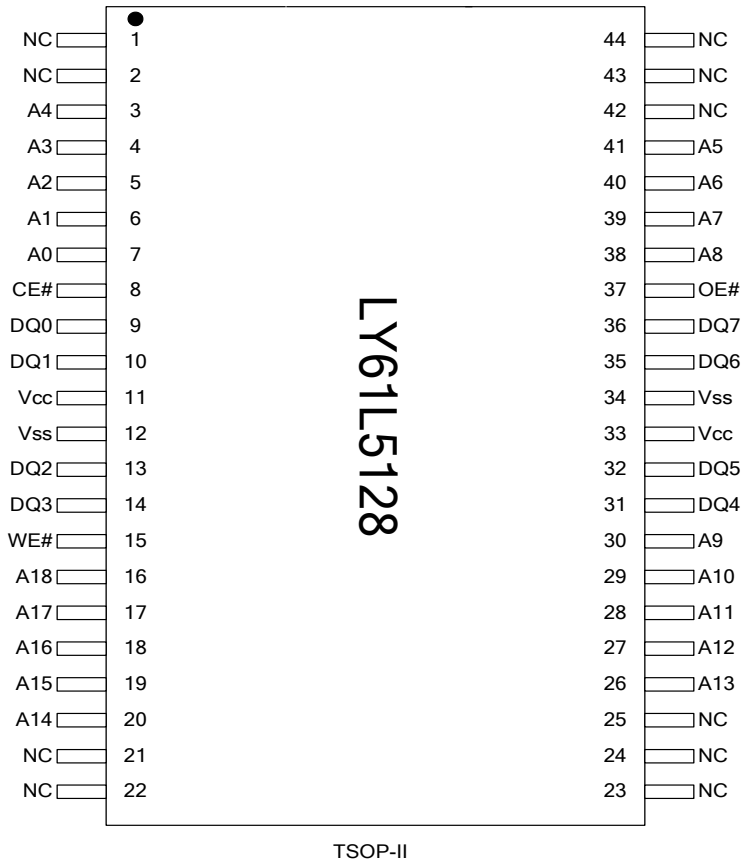 NC 1 44 NC
NC 2 43 NC
A4 3 42 NC
A3 4 41 A5
A2 5 40 A6
A1 6 39 A7
A0 7 38 A8
CE# 8 37 OE#
DQ0 9 36 DQ7
DQ1 10 35 DQ6
Vcc 11 34 Vss
Vss 12 33 Vcc
DQ2 13 32 DQ5
DQ3 14 31 DQ4
WE# 15 30 A9
A18 16 29 A10
A17 17 28 A11
A16 18 27 A12
A15 19 26 A13
A14 20 25 NC
NC 21 24 NC
NC 22 23 NC
LY61L5128
TSOP-II